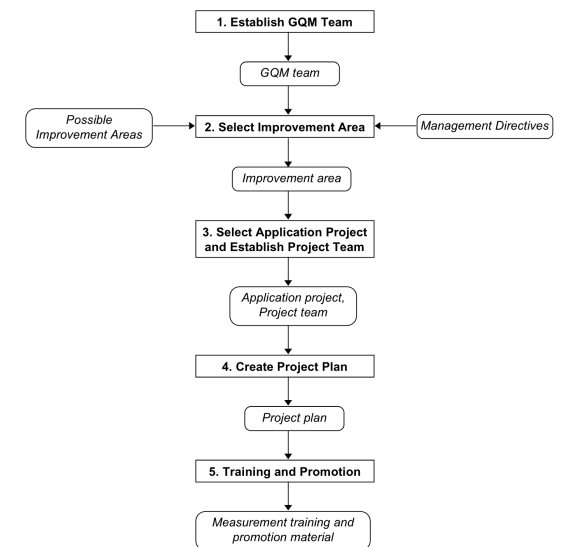 1. Establish GQM Team
GQM team
Possible
Improvement Areas
2. Select Improvement Area
Management Directives
Improvement area
3. Select Application Project
and Establish Project Team
Application project,
Project team
4. Create Project Plan
Project plan
5. Training and Promotion
Measurement training and
promotion material